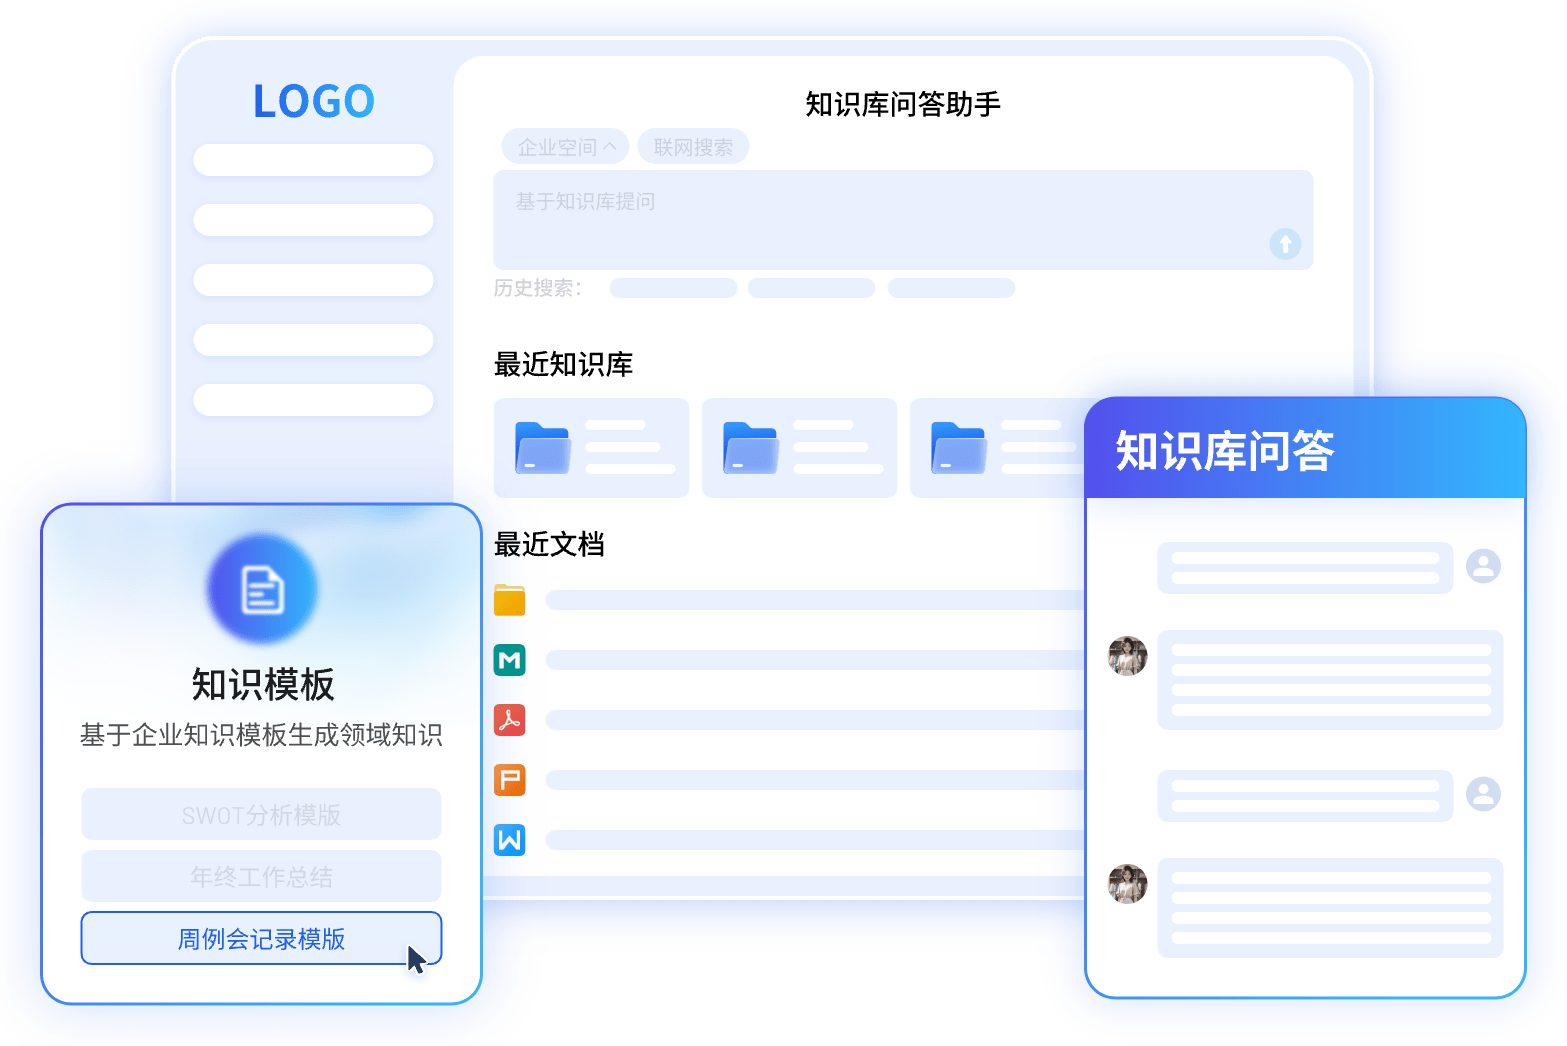 LOGO
知识库问答助手
企业空间
联网搜索
基于知识库提问
历史搜索：
最近知识库
最近文档
知识模板
基于企业知识模板生成领域知识
SWOT分析模版
年终工作总结
周例会记录模版
知识库问答